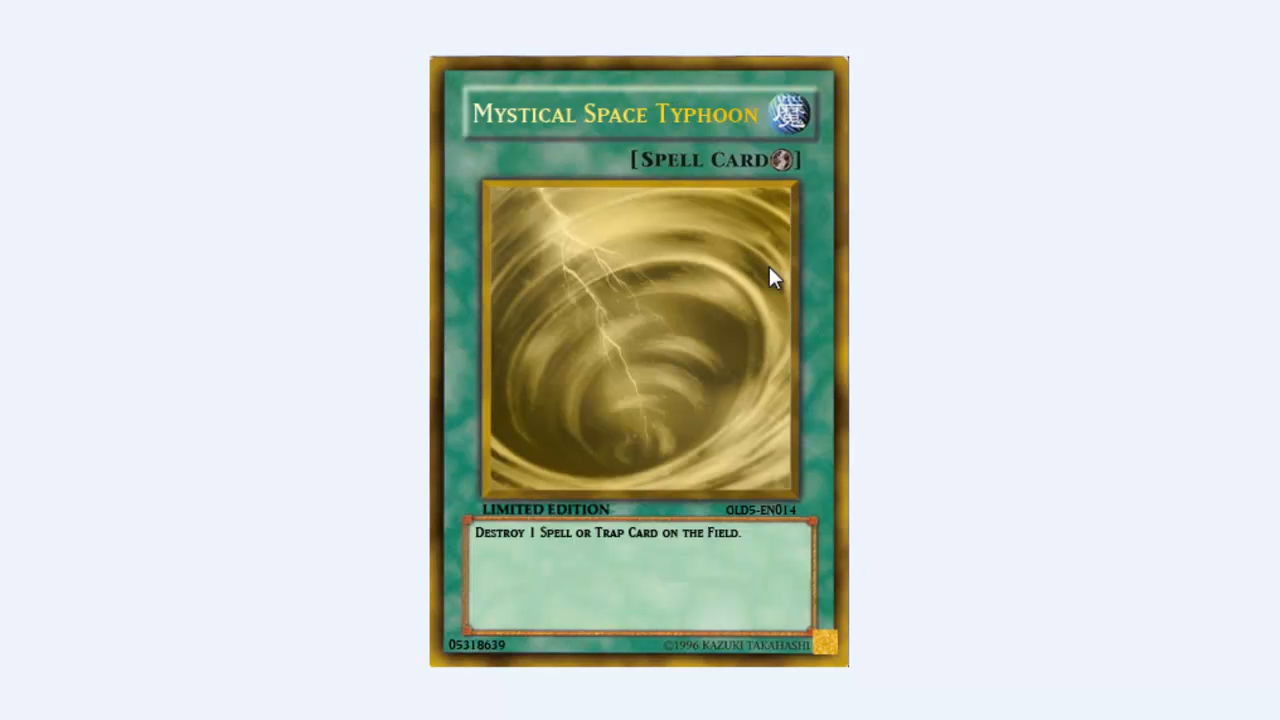 Mystical Space Typhoon 魔
[Spell Card]
LIMITED EDITION GLD5-EN014
Destroy 1 Spell or Trap Card on the Field.
05318639 ©1996 KAZUKI TAKAHASHI